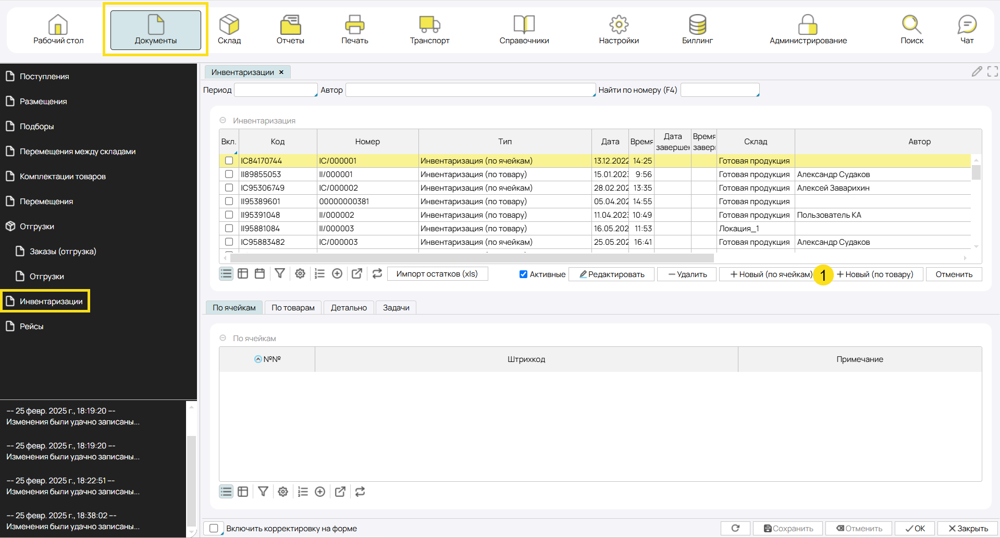 Рабочий стол
Документы
Склад
Отчеты
Печать
Транспорт
Справочники
Настройки
Биллинг
Администрирование
Поиск
Чат
Поступления
Размещения
Подборы
Перемещения между складами
Комплектации товаров
Перемещения
Отгрузки
Заказы (отгрузка)
Отгрузки
Инвентаризации
Рейсы
-- 25 февр. 2025 г., 18:19:20 --
Изменения были удачно записаны...
-- 25 февр. 2025 г., 18:19:20 --
Изменения были удачно записаны...
-- 25 февр. 2025 г., 18:22:51 --
Изменения были удачно записаны...
-- 25 февр. 2025 г., 18:38:02 --
Изменения были удачно записаны...
Инвентаризации ×
Период Автор Найти по номеру (F4)
Инвентаризация
Вкл. Код Номер Тип Дата Время Дата завершен Время завер Склад Автор
IC84170744 IC/000001 Инвентаризация (по ячейкам) 13.12.2022 14:25 Готовая продукция
II89855053 II/000001 Инвентаризация (по товару) 15.01.202 9:56 Готовая продукция Александр Судаков
IC95306749 IC/000002 Инвентаризация (по ячейкам) 28.02.202 13:35 Готовая продукция Алексей Заварихин
II95389601 00000000381 Инвентаризация (по товару) 05.04.202 14:55 Готовая продукция
II95391048 II/000002 Инвентаризация (по товару) 11.04.202 10:49 Готовая продукция Пользователь КА
II95881084 II/000003 Инвентаризация (по товару) 16.05.202 11:53 Локация_1
IC95883482 IC/000003 Инвентаризация (по ячейкам) 25.05.202 16:41 Готовая продукция Александр Судаков
Импорт остатков (xls) Активные Редактировать Удалить Новый (по ячейкам) 1 Новый (по товару) Отменить
По ячейкам По товарам Детально Задачи
По ячейкам
№№ Штрихкод Примечание
Включить корректировку на форме Сохранить Отменить OK Закрыть